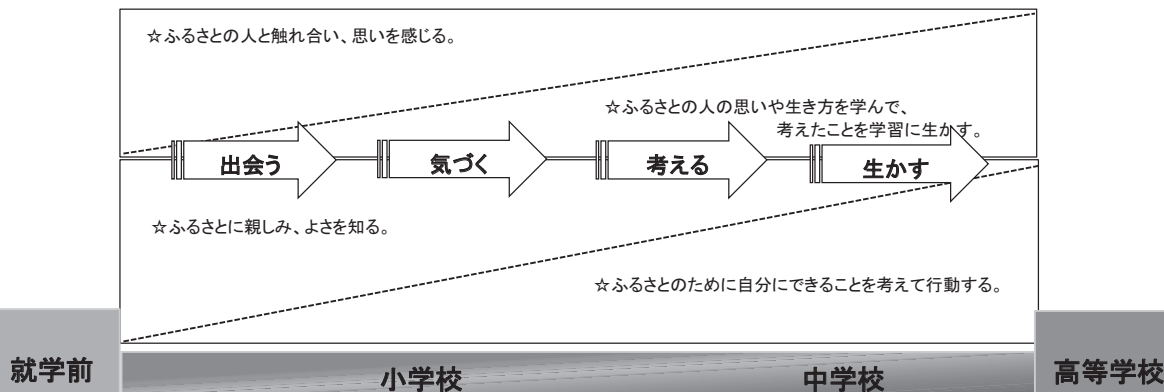 ☆ふるさとの人と触れ合い、思いを感じる。
☆ふるさとの人の思いや生き方を学んで、
考えたことを学習に生かす。
出会う
気づく
考える
生かす
☆ふるさとに親しみ、よさを知る。
☆ふるさとのために自分にできることを考えて行動する。
就学前
小学校
中学校
高等学校